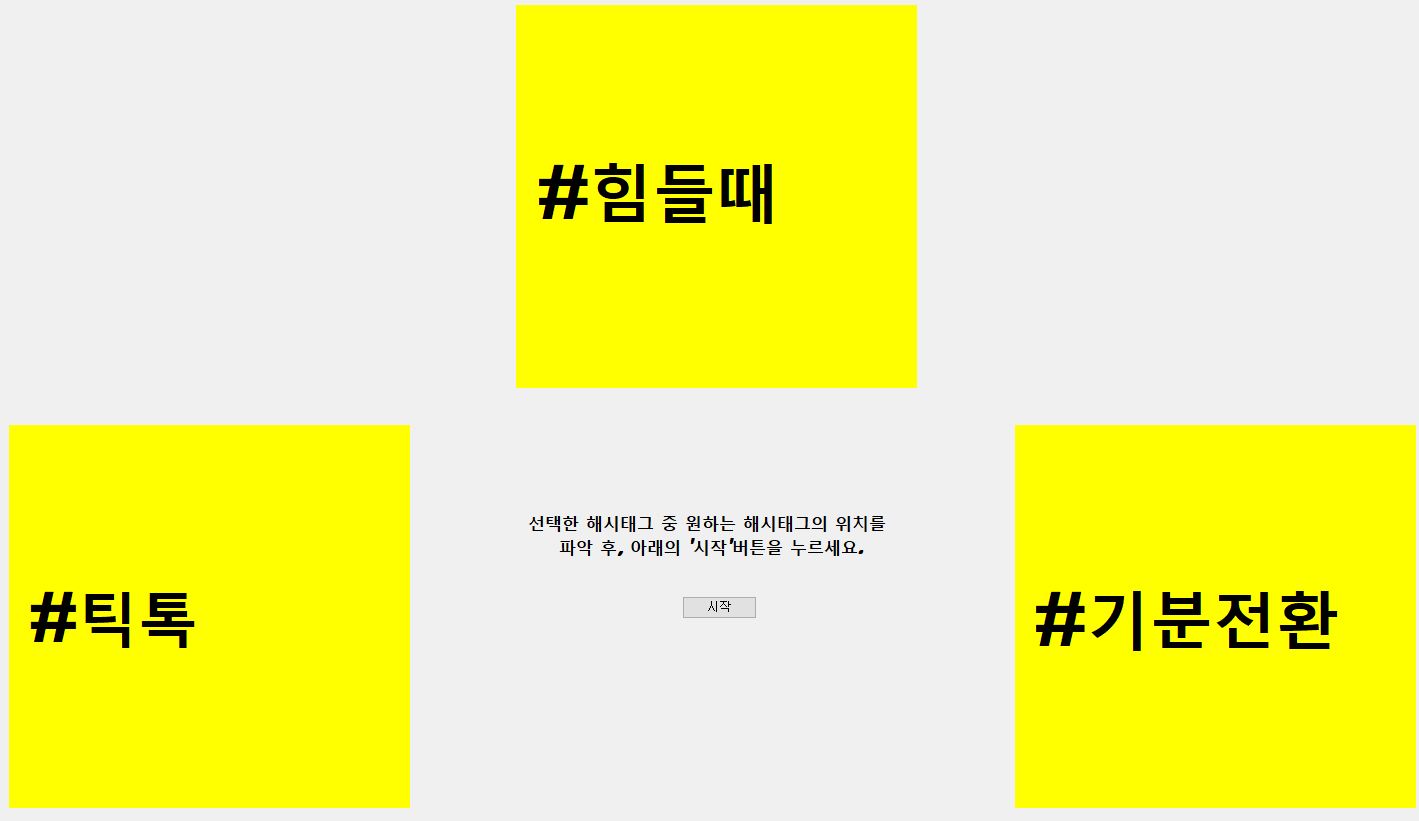 #힘들때
#틱톡
선택한 해시태그 중 원하는 해시태그의 위치를
파악 후, 아래의 '시작'버튼을 누르세요.
시작
#기분전환